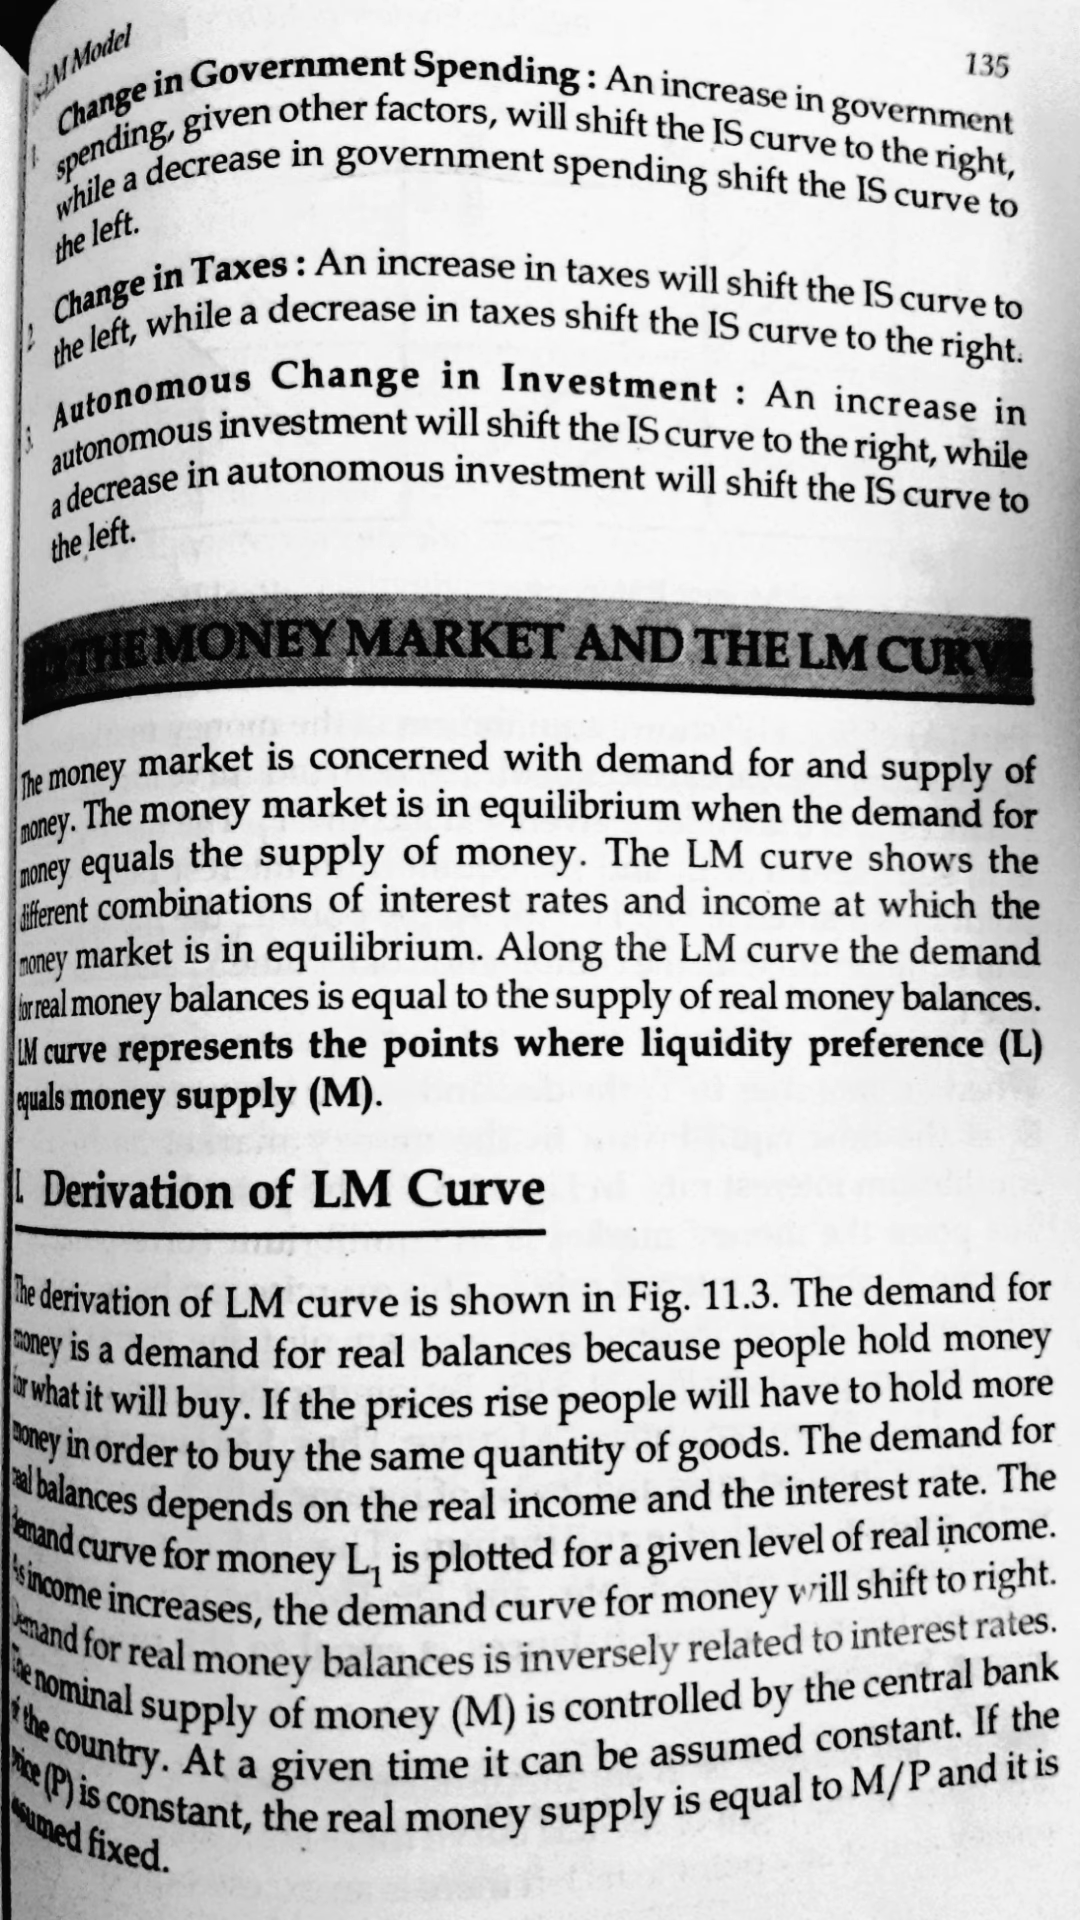 LM Model
135
1. Change in Government Spending : An increase in government
spending, given other factors, will shift the IS curve to the right,
while a decrease in government spending shift the IS curve to
the left.
2. Change in Taxes : An increase in taxes will shift the IS curve to
the left, while a decrease in taxes shift the IS curve to the right.
3. Autonomous Change in Investment : An increase in
autonomous investment will shift the IS curve to the right, while
a decrease in autonomous investment will shift the IS curve to
the left.
THE MONEY MARKET AND THE LM CURV
The money market is concerned with demand for and supply of
money. The money market is in equilibrium when the demand for
money equals the supply of money. The LM curve shows the
different combinations of interest rates and income at which the
money market is in equilibrium. Along the LM curve the demand
for real money balances is equal to the supply of real money balances.
LM curve represents the points where liquidity preference (L)
equals money supply (M).
I. Derivation of LM Curve
The derivation of LM curve is shown in Fig. 11.3. The demand for
money is a demand for real balances because people hold money
for what it will buy. If the prices rise people will have to hold more
money in order to buy the same quantity of goods. The demand for
real balances depends on the real income and the interest rate. The
demand curve for money L₁ is plotted for a given level of real income.
As income increases, the demand curve for money will shift to right.
Demand for real money balances is inversely related to interest rates.
The nominal supply of money (M) is controlled by the central bank
of the country. At a given time it can be assumed constant. If the
price (P) is constant, the real money supply is equal to M/P and it is
assumed fixed.